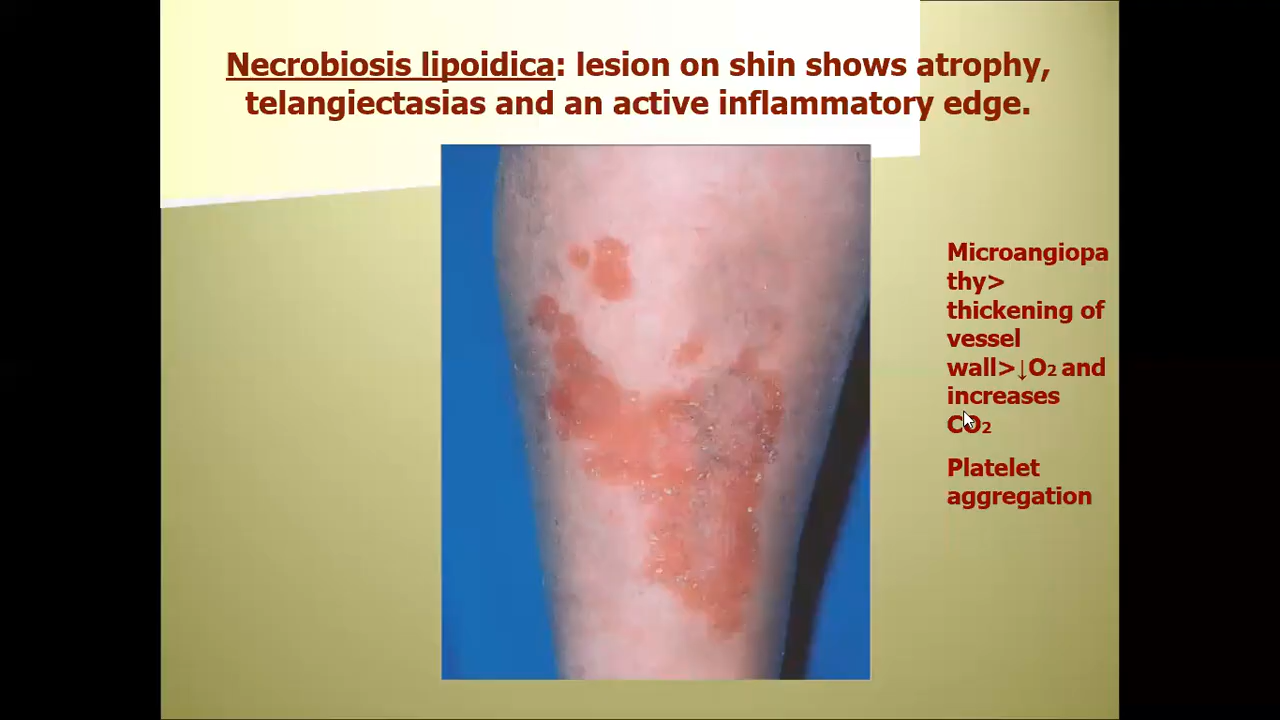 Necrobiosis lipoidica: lesion on shin shows atrophy,
telangiectasias and an active inflammatory edge.
Microangiopa
thy>
thickening of
vessel
wall>↓O₂ and
increases
CO₂
Platelet
aggregation